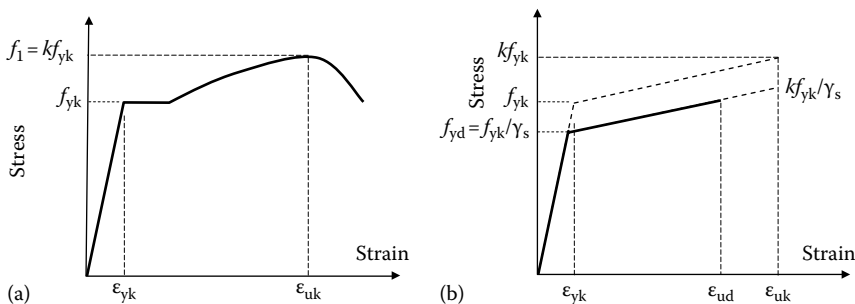 f₁ = kfyk
fyk
Stress
Strain
(a)
εyk
εuk
kfyk
Stress
fyk
kfyk/γs
fyd = fyk/γs
Strain
(b)
εyk
εud
εuk